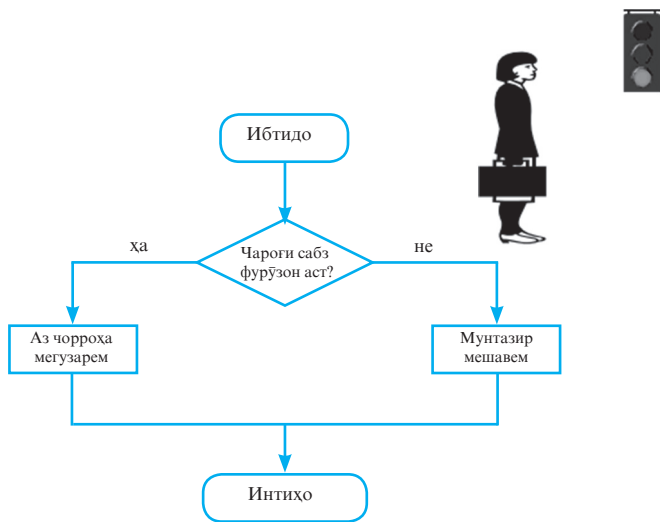 Ибтидо
ҳа
Чароғи сабз
фурӯзон аст?
не
Аз чорроҳа
мегузарем
Мунтазир
мешавем
Интиҳо